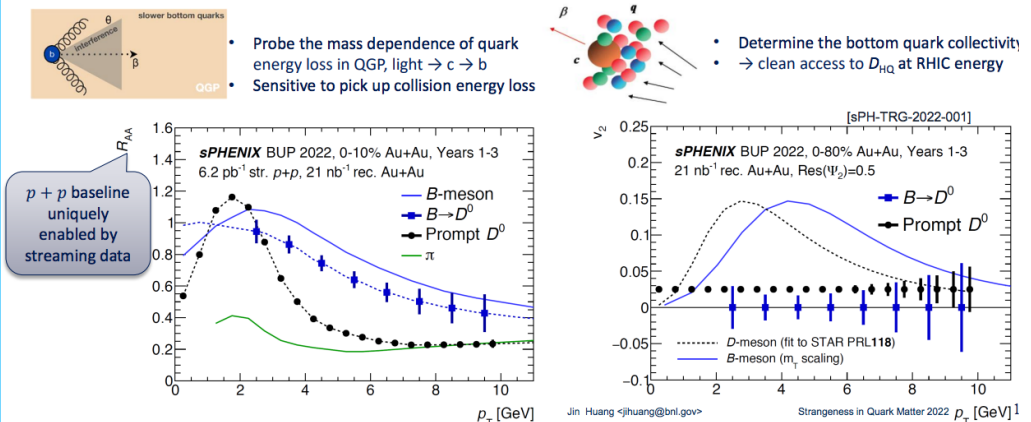 slower bottom quarks
θ
b
interference
β
QGP
• Probe the mass dependence of quark
energy loss in QGP, light → c → b
• Sensitive to pick up collision energy loss
β
q
c
• Determine the bottom quark collectivity
• → clean access to D_HQ at RHIC energy
[sPH-TRG-2022-001]
p + p baseline
uniquely
enabled by
streaming data
R_AA
1.6
1.4
1.2
1
0.8
0.6
0.4
0.2
0
0 2 4 6 8 10
p_T [GeV]
sPHENIX BUP 2022, 0-10% Au+Au, Years 1-3
6.2 pb⁻¹ str. p+p, 21 nb⁻¹ rec. Au+Au
B-meson
B→D⁰
Prompt D⁰
π
v₂
0.25
0.2
0.15
0.1
0.05
0
−0.05
−0.1
0 2 4 6 8 10
sPHENIX BUP 2022, 0-80% Au+Au, Years 1-3
21 nb⁻¹ rec. Au+Au, Res(Ψ₂)=0.5
B→D⁰
Prompt D⁰
D-meson (fit to STAR PRL118)
B-meson (m_T scaling)
Jin Huang <jihuang@bnl.gov>
Strangeness in Quark Matter 2022
p_T [GeV]
1